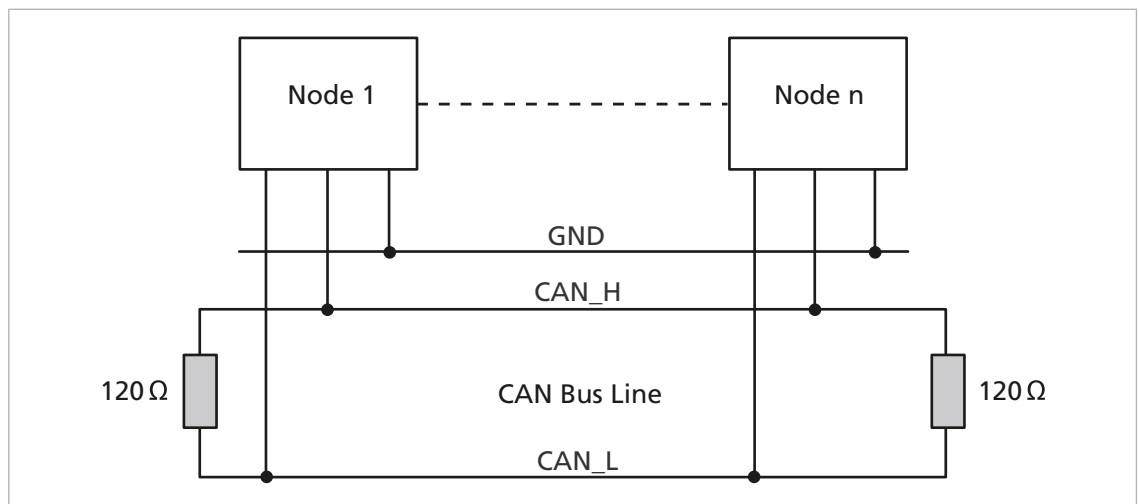 Node 1
Node n
GND
CAN_H
120 Ω
CAN Bus Line
120 Ω
CAN_L